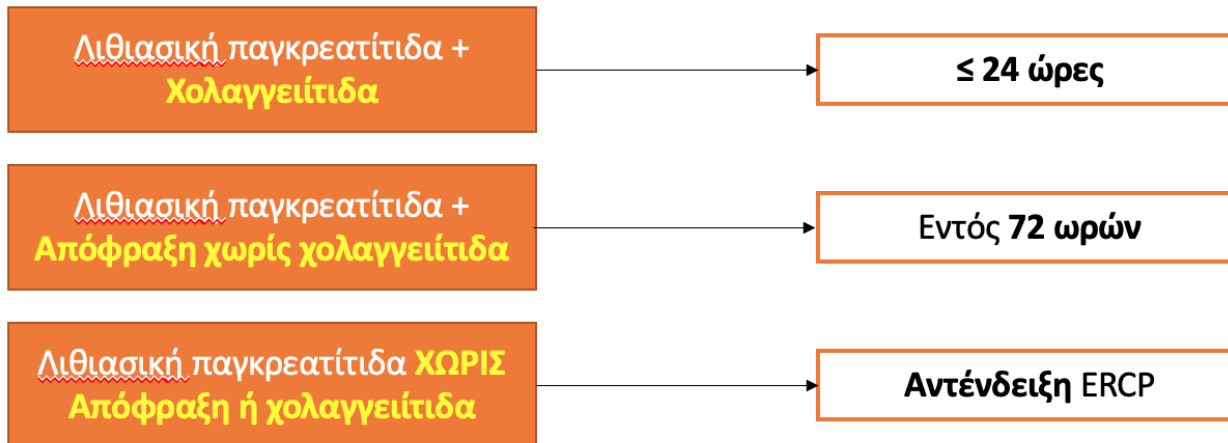 Λιθιασική παγκρεατίτιδα +
Χολαγγειίτιδα
≤ 24 ώρες
Λιθιασική παγκρεατίτιδα +
Απόφραξη χωρίς χολαγγειίτιδα
Εντός 72 ωρών
Λιθιασική παγκρεατίτιδα ΧΩΡΙΣ
Απόφραξη ή χολαγγειίτιδα
Αντένδειξη ERCP